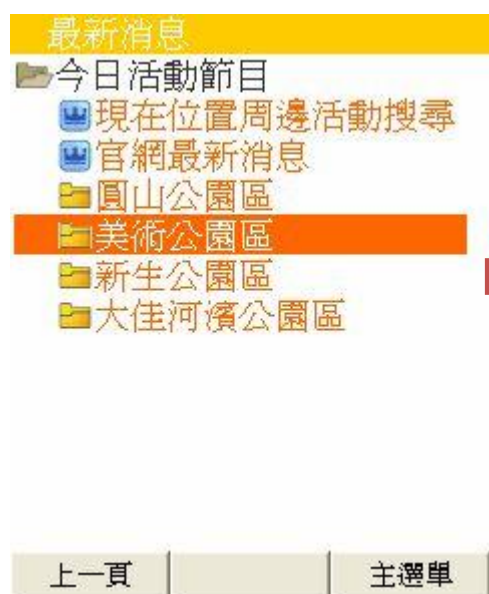 最新消息
今日活動節目
現在位置周邊活動搜尋
官網最新消息
圓山公園區
美術公園區
新生公園區
大佳河濱公園區
上一頁 主選單